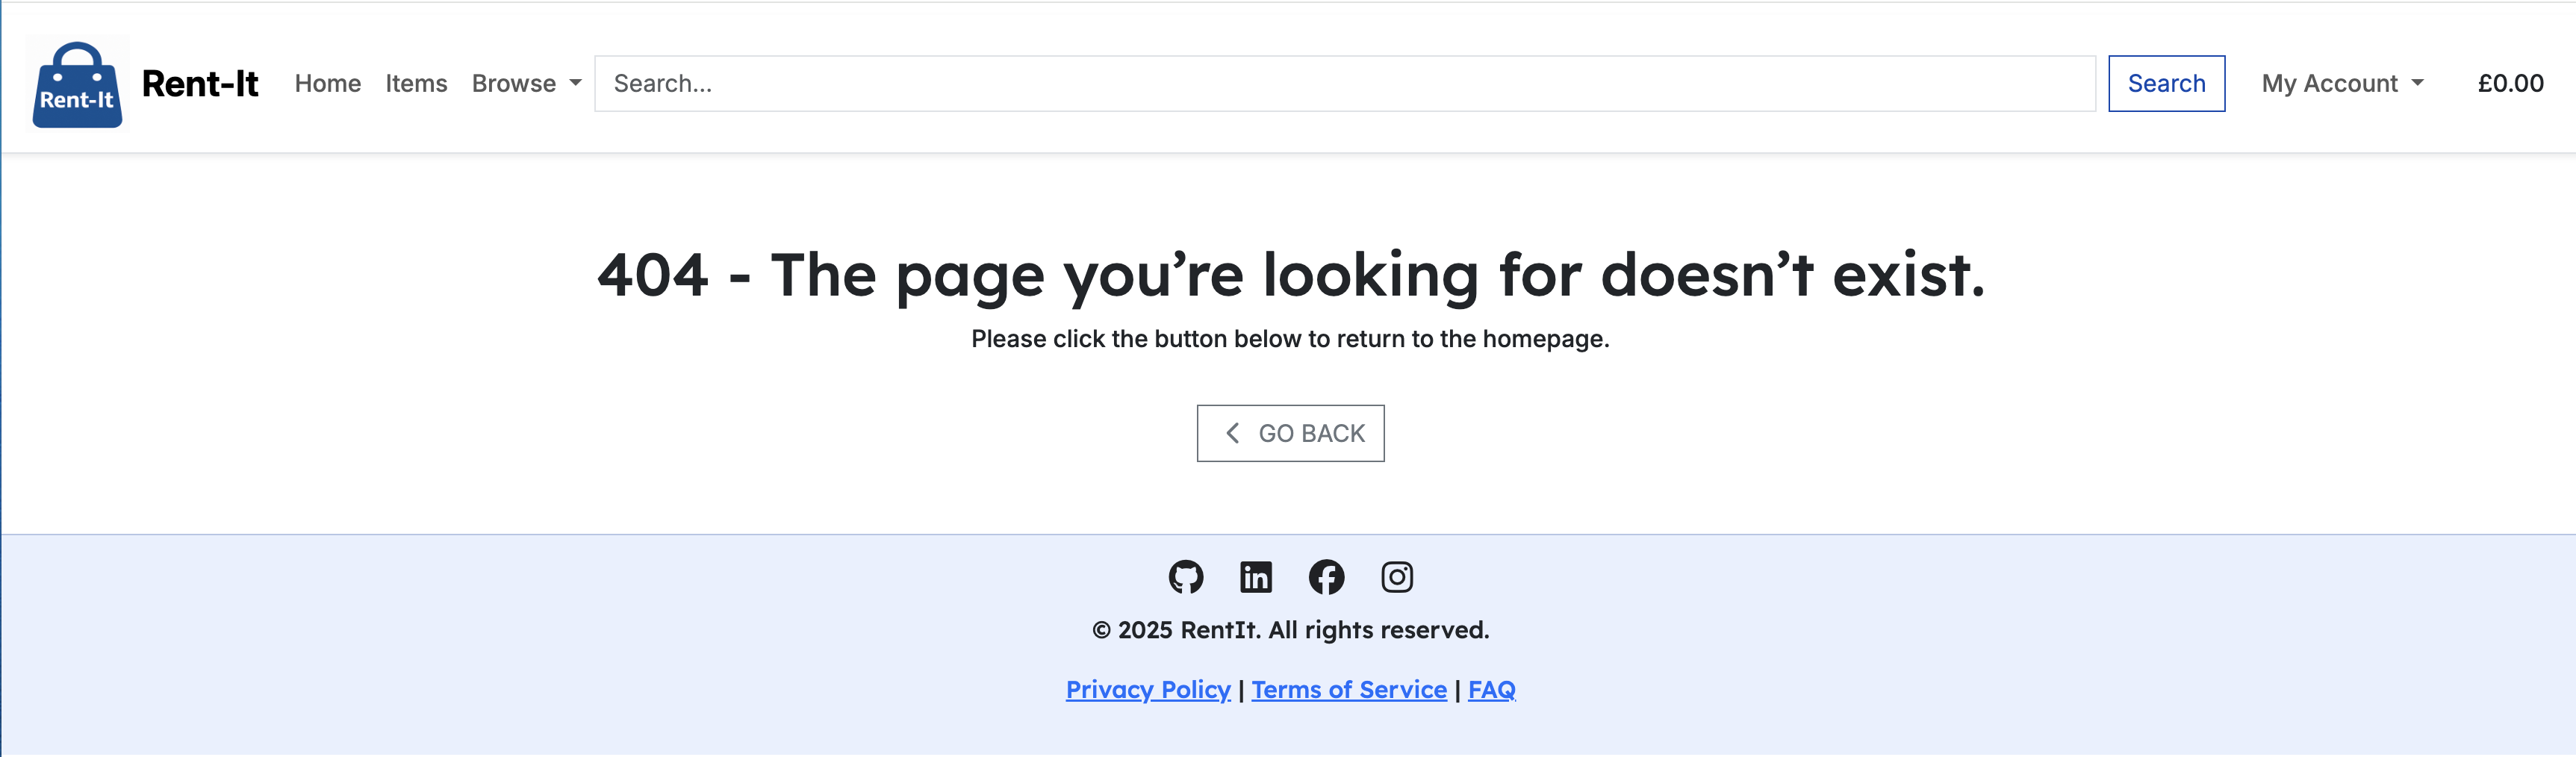 Rent-It
Rent-It Home Items Browse Search... Search My Account £0.00
404 - The page you’re looking for doesn’t exist.
Please click the button below to return to the homepage.
GO BACK
© 2025 RentIt. All rights reserved.
Privacy Policy | Terms of Service | FAQ